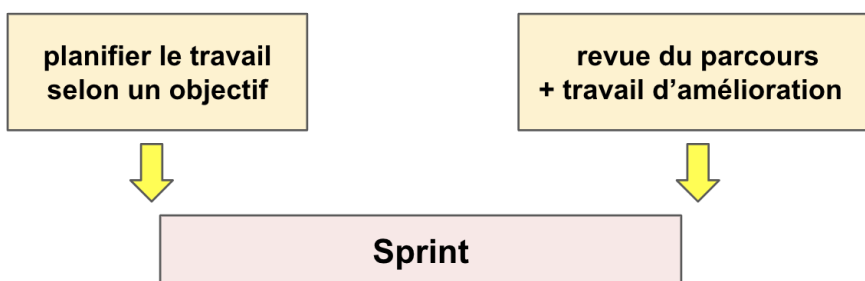 planifier le travail
selon un objectif
revue du parcours
+ travail d'amélioration
Sprint